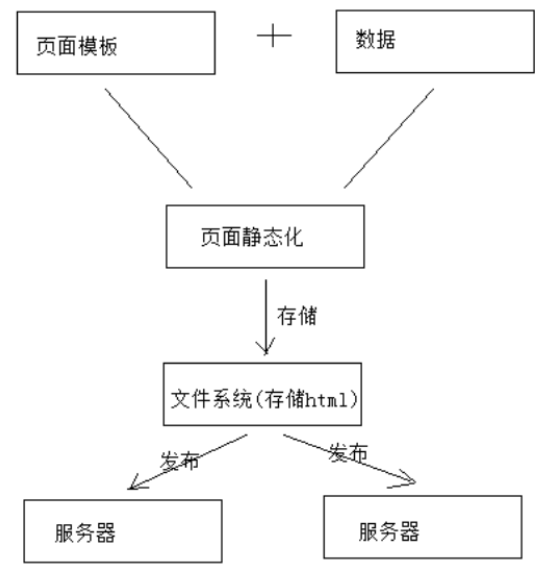 页面模板
+
数据
页面静态化
存储
文件系统(存储html)
发布
发布
服务器
服务器